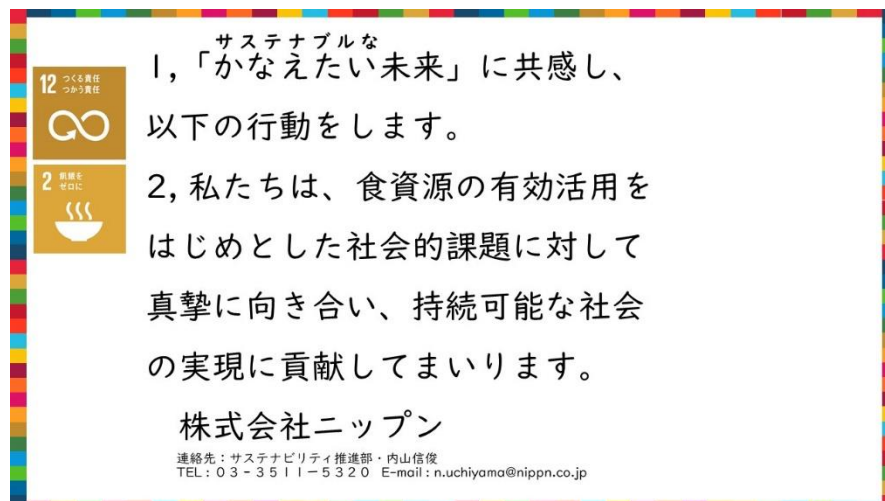 サステナブルな
1,「かなえたい未来」に共感し、
12 つくる責任
つかう責任
以下の行動をします。
2 飢餓を
ゼロに
2, 私たちは、食資源の有効活用を
はじめとした社会的課題に対して
真摯に向き合い、持続可能な社会
の実現に貢献してまいります。
株式会社ニップン
連絡先：サステナビリティ推進部・内山信俊
TEL：03-3511-5320 E-mail：n.uchiyama@nippn.co.jp